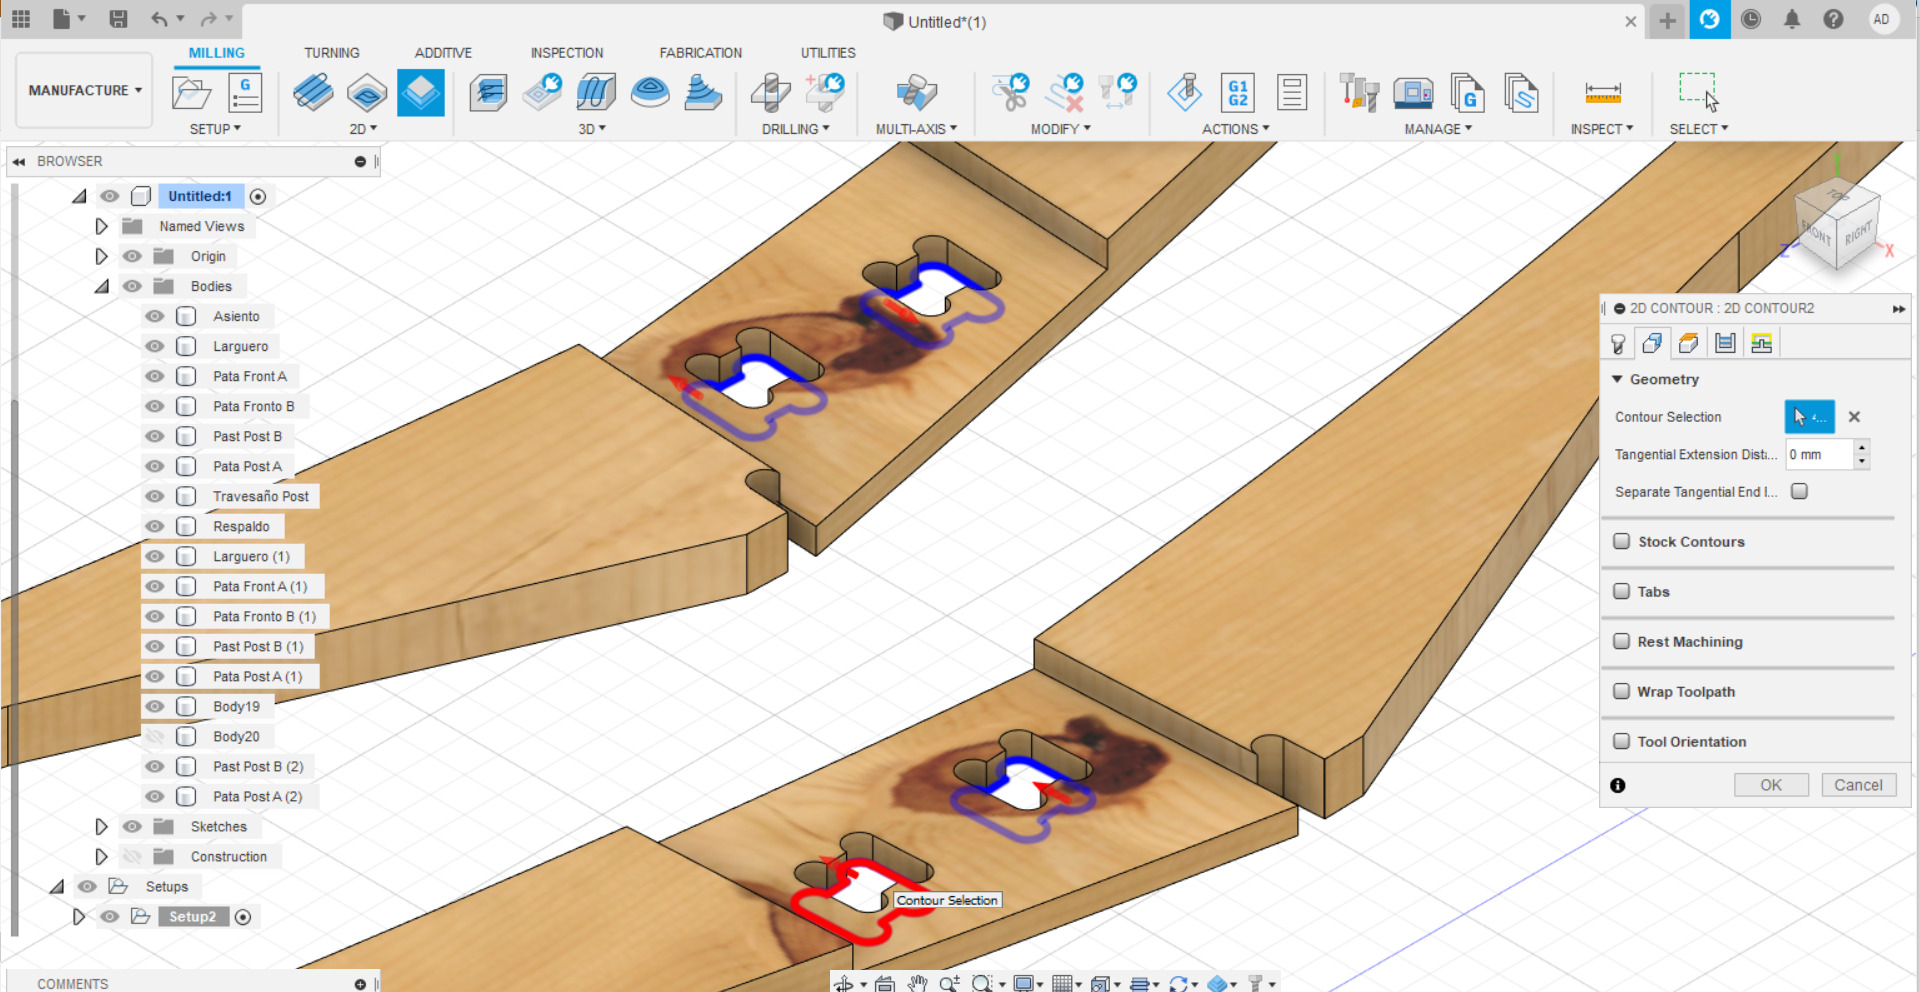 Untitled*(1)
AD
MILLING
TURNING
ADDITIVE
INSPECTION
FABRICATION
UTILITIES
MANUFACTURE
G
G1
G2
G
SETUP
2D
3D
DRILLING
MULTI-AXIS
MODIFY
ACTIONS
MANAGE
INSPECT
SELECT
BROWSER
Untitled:1
Named Views
Origin
Bodies
Asiento
Larguero
Pata Front A
Pata Fronto B
Past Post B
Pata Post A
Travesaño Post
Respaldo
Larguero (1)
Pata Front A (1)
Pata Fronto B (1)
Past Post B (1)
Pata Post A (1)
Body19
Body20
Past Post B (2)
Pata Post A (2)
Sketches
Construction
Setups
Setup2
COMMENTS
Contour Selection
TOP
FRONT
RIGHT
Z
X
2D CONTOUR : 2D CONTOUR2
Geometry
Contour Selection
4...
Tangential Extension Dist...
0 mm
Separate Tangential End I...
Stock Contours
Tabs
Rest Machining
Wrap Toolpath
Tool Orientation
OK
Cancel